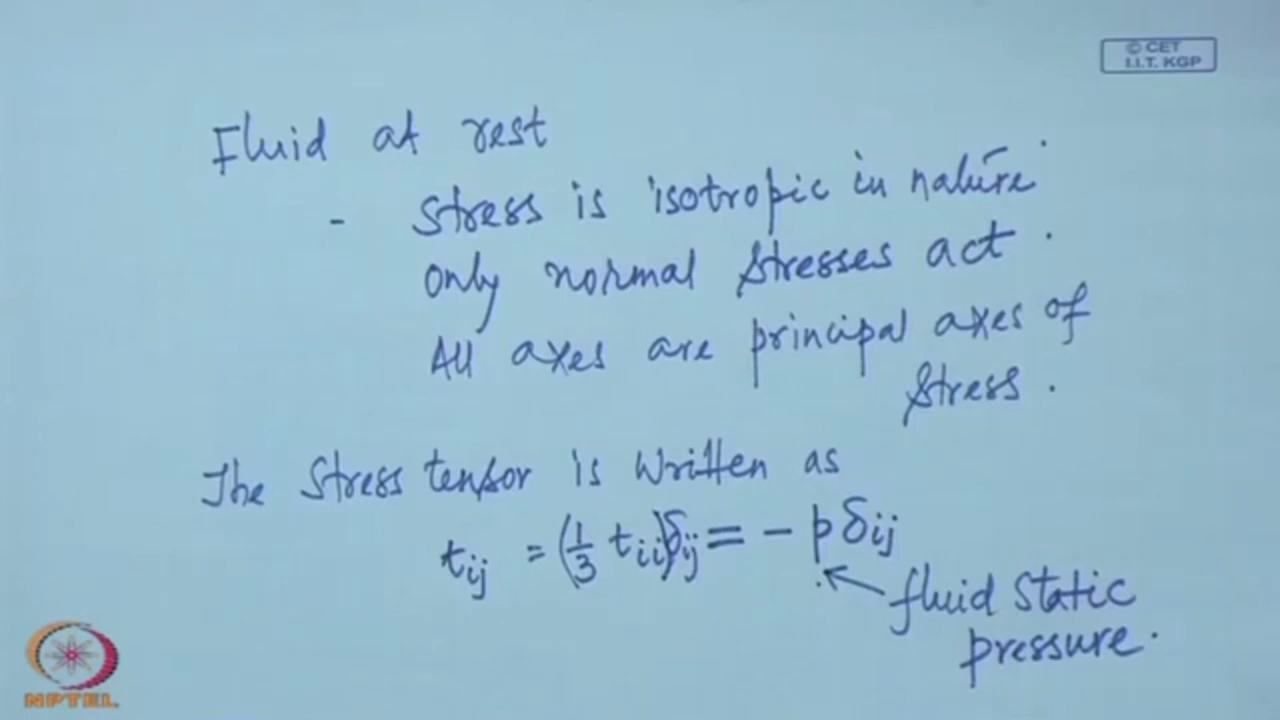 © CET
I.I.T. KGP
Fluid at rest
- Stress is isotropic in nature.
only normal stresses act.
All axes are principal axes of
stress.
The stress tensor is written as
tij = (1/3 tii)δij = - p δij
fluid static
pressure.
NPTEL